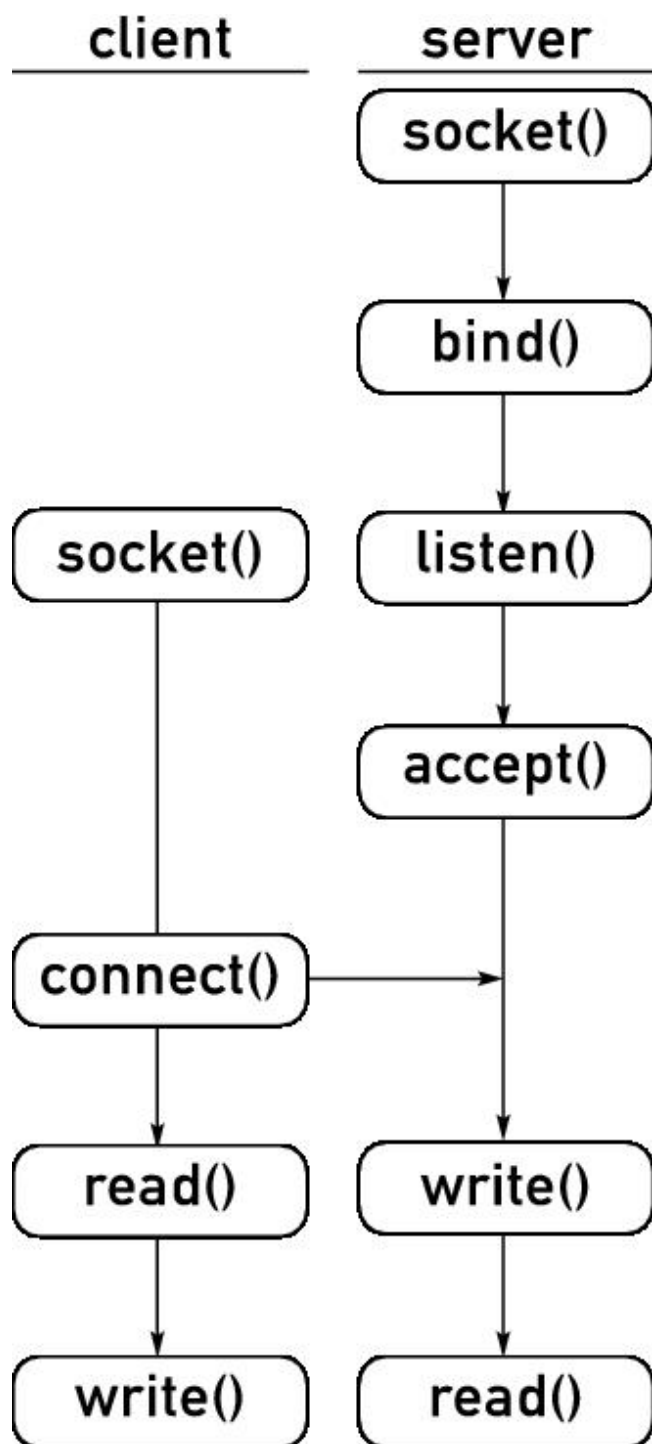 client
server
socket()
bind()
socket()
listen()
accept()
connect()
read()
write()
write()
read()